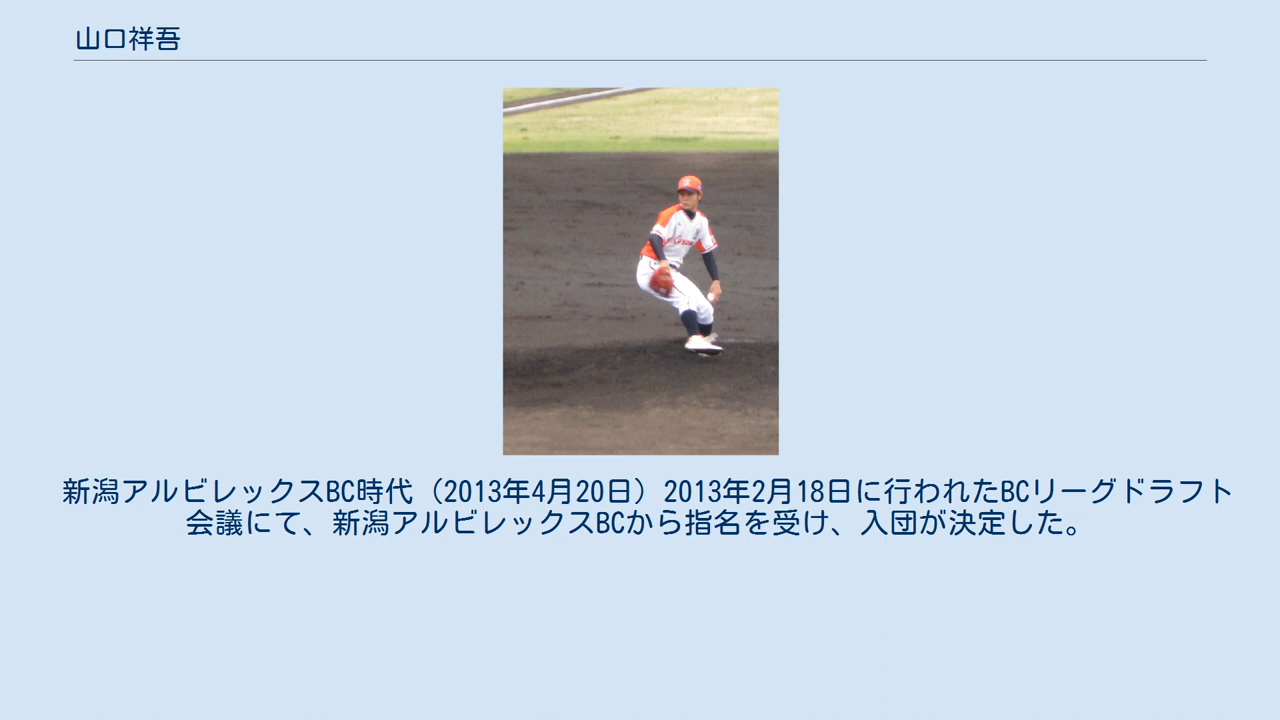 山口祥吾
新潟アルビレックスBC時代（2013年4月20日）2013年2月18日に行われたBCリーグドラフト
会議にて、新潟アルビレックスBCから指名を受け、入団が決定した。